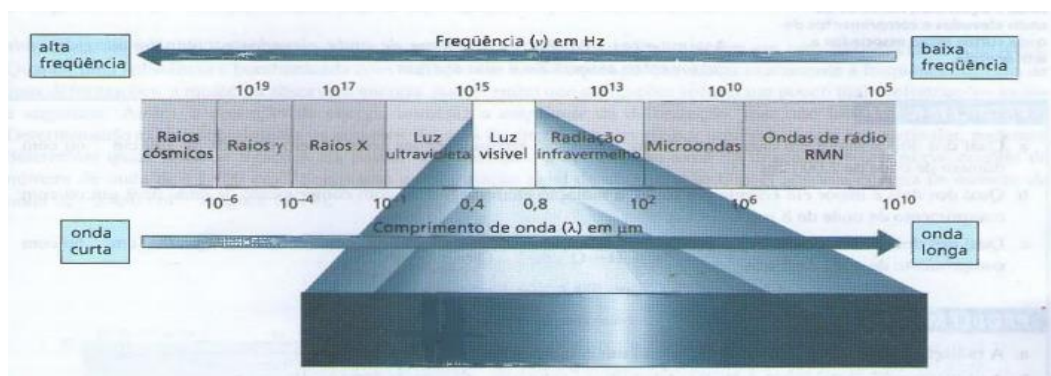 Freqüência (ν) em Hz
alta
freqüência
baixa
freqüência
10¹⁹ 10¹⁷ 10¹⁵ 10¹³ 10¹⁰ 10⁵
Raios
cósmicos
Raios γ
Raios X
Luz
ultravioleta
Luz
visível
Radiação
infravermelho
Microondas
Ondas de rádio
RMN
10⁻⁶ 10⁻⁴ 0,4 0,8 10² 10⁶ 10¹⁰
Comprimento de onda (λ) em μm
onda
curta
onda
longa